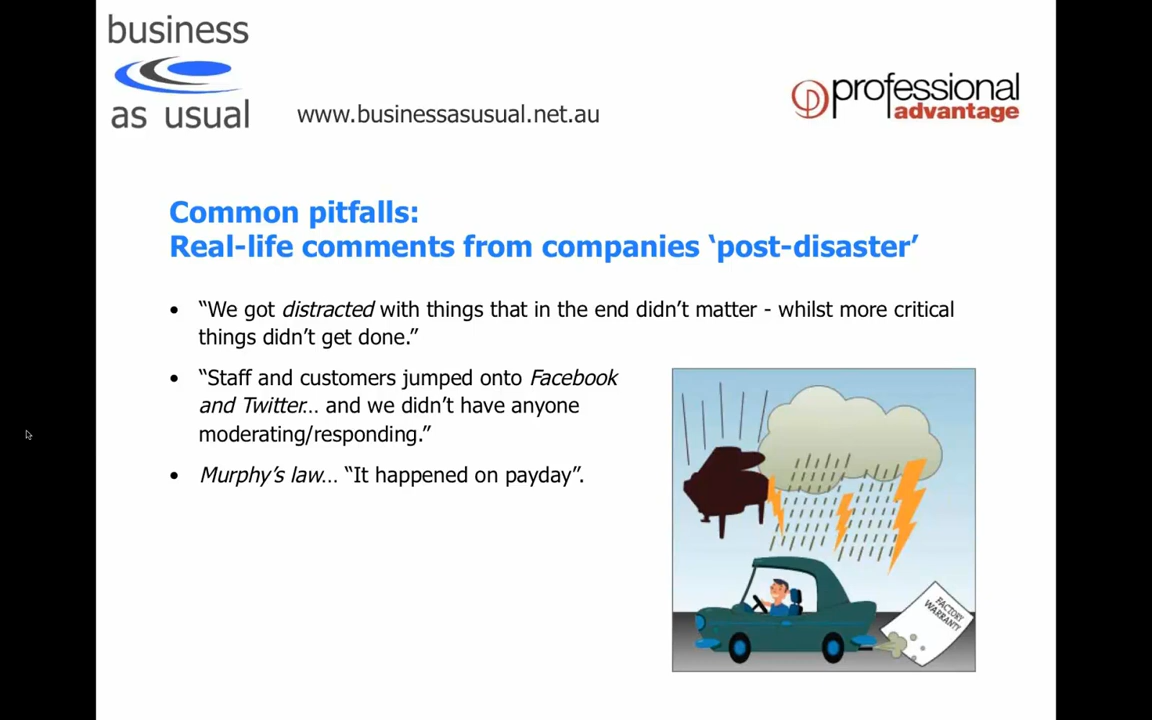 business
as usual
www.businessasusual.net.au
professional
advantage
Common pitfalls:
Real-life comments from companies ‘post-disaster’
• “We got distracted with things that in the end didn’t matter - whilst more critical
things didn’t get done.”
• “Staff and customers jumped onto Facebook
and Twitter... and we didn’t have anyone
moderating/responding.”
• Murphy’s law... “It happened on payday”.
FACTORY
WARRANTY